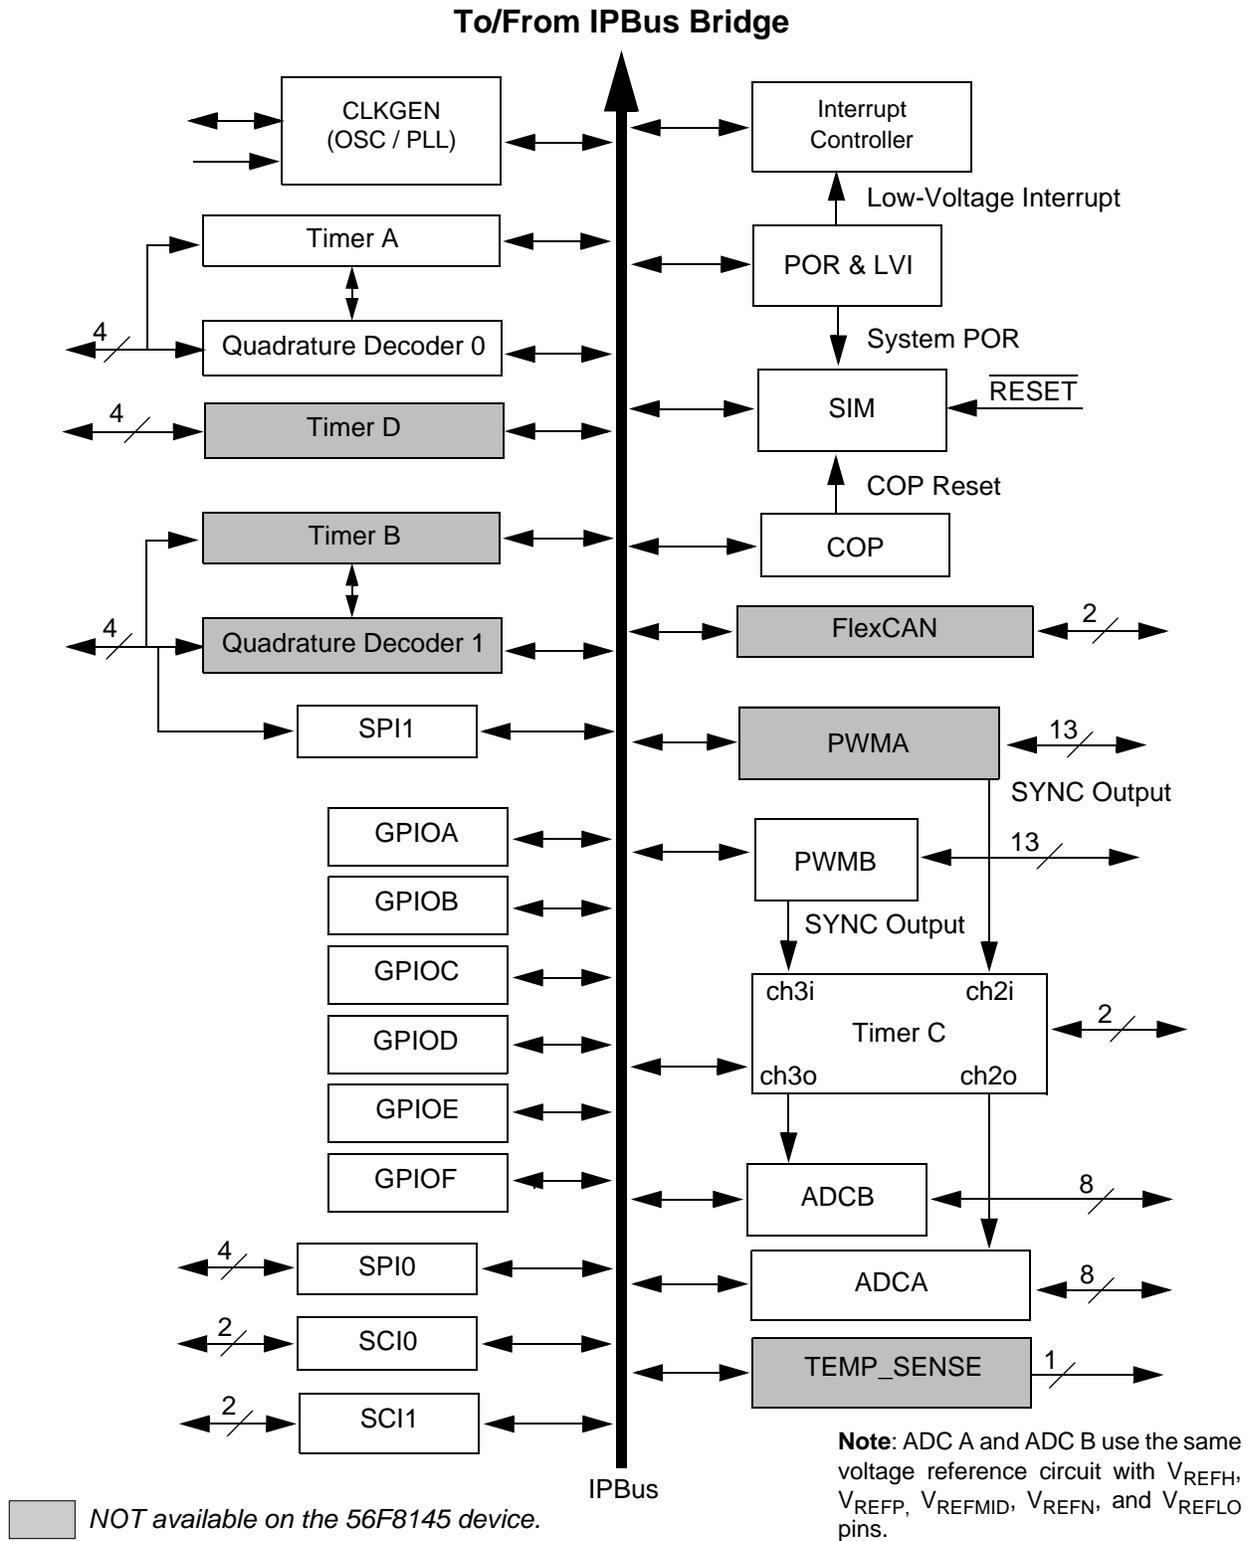 To/From IPBus Bridge
CLKGEN
(OSC / PLL)
Timer A
4
Quadrature Decoder 0
4
Timer D
Timer B
4
Quadrature Decoder 1
SPI1
GPIOA
GPIOB
GPIOC
GPIOD
GPIOE
GPIOF
4
SPI0
2
SCI0
2
SCI1
Interrupt
Controller
Low-Voltage Interrupt
POR & LVI
System POR
SIM
RESET
COP Reset
COP
FlexCAN
2
PWMA
13
SYNC Output
PWMB
13
SYNC Output
ch3i
ch2i
Timer C
2
ch3o
ch2o
ADCB
8
ADCA
8
TEMP_SENSE
1
IPBus
Note: ADC A and ADC B use the same
voltage reference circuit with VREFH,
VREFP, VREFMID, VREFN, and VREFLO
pins.
NOT available on the 56F8145 device.